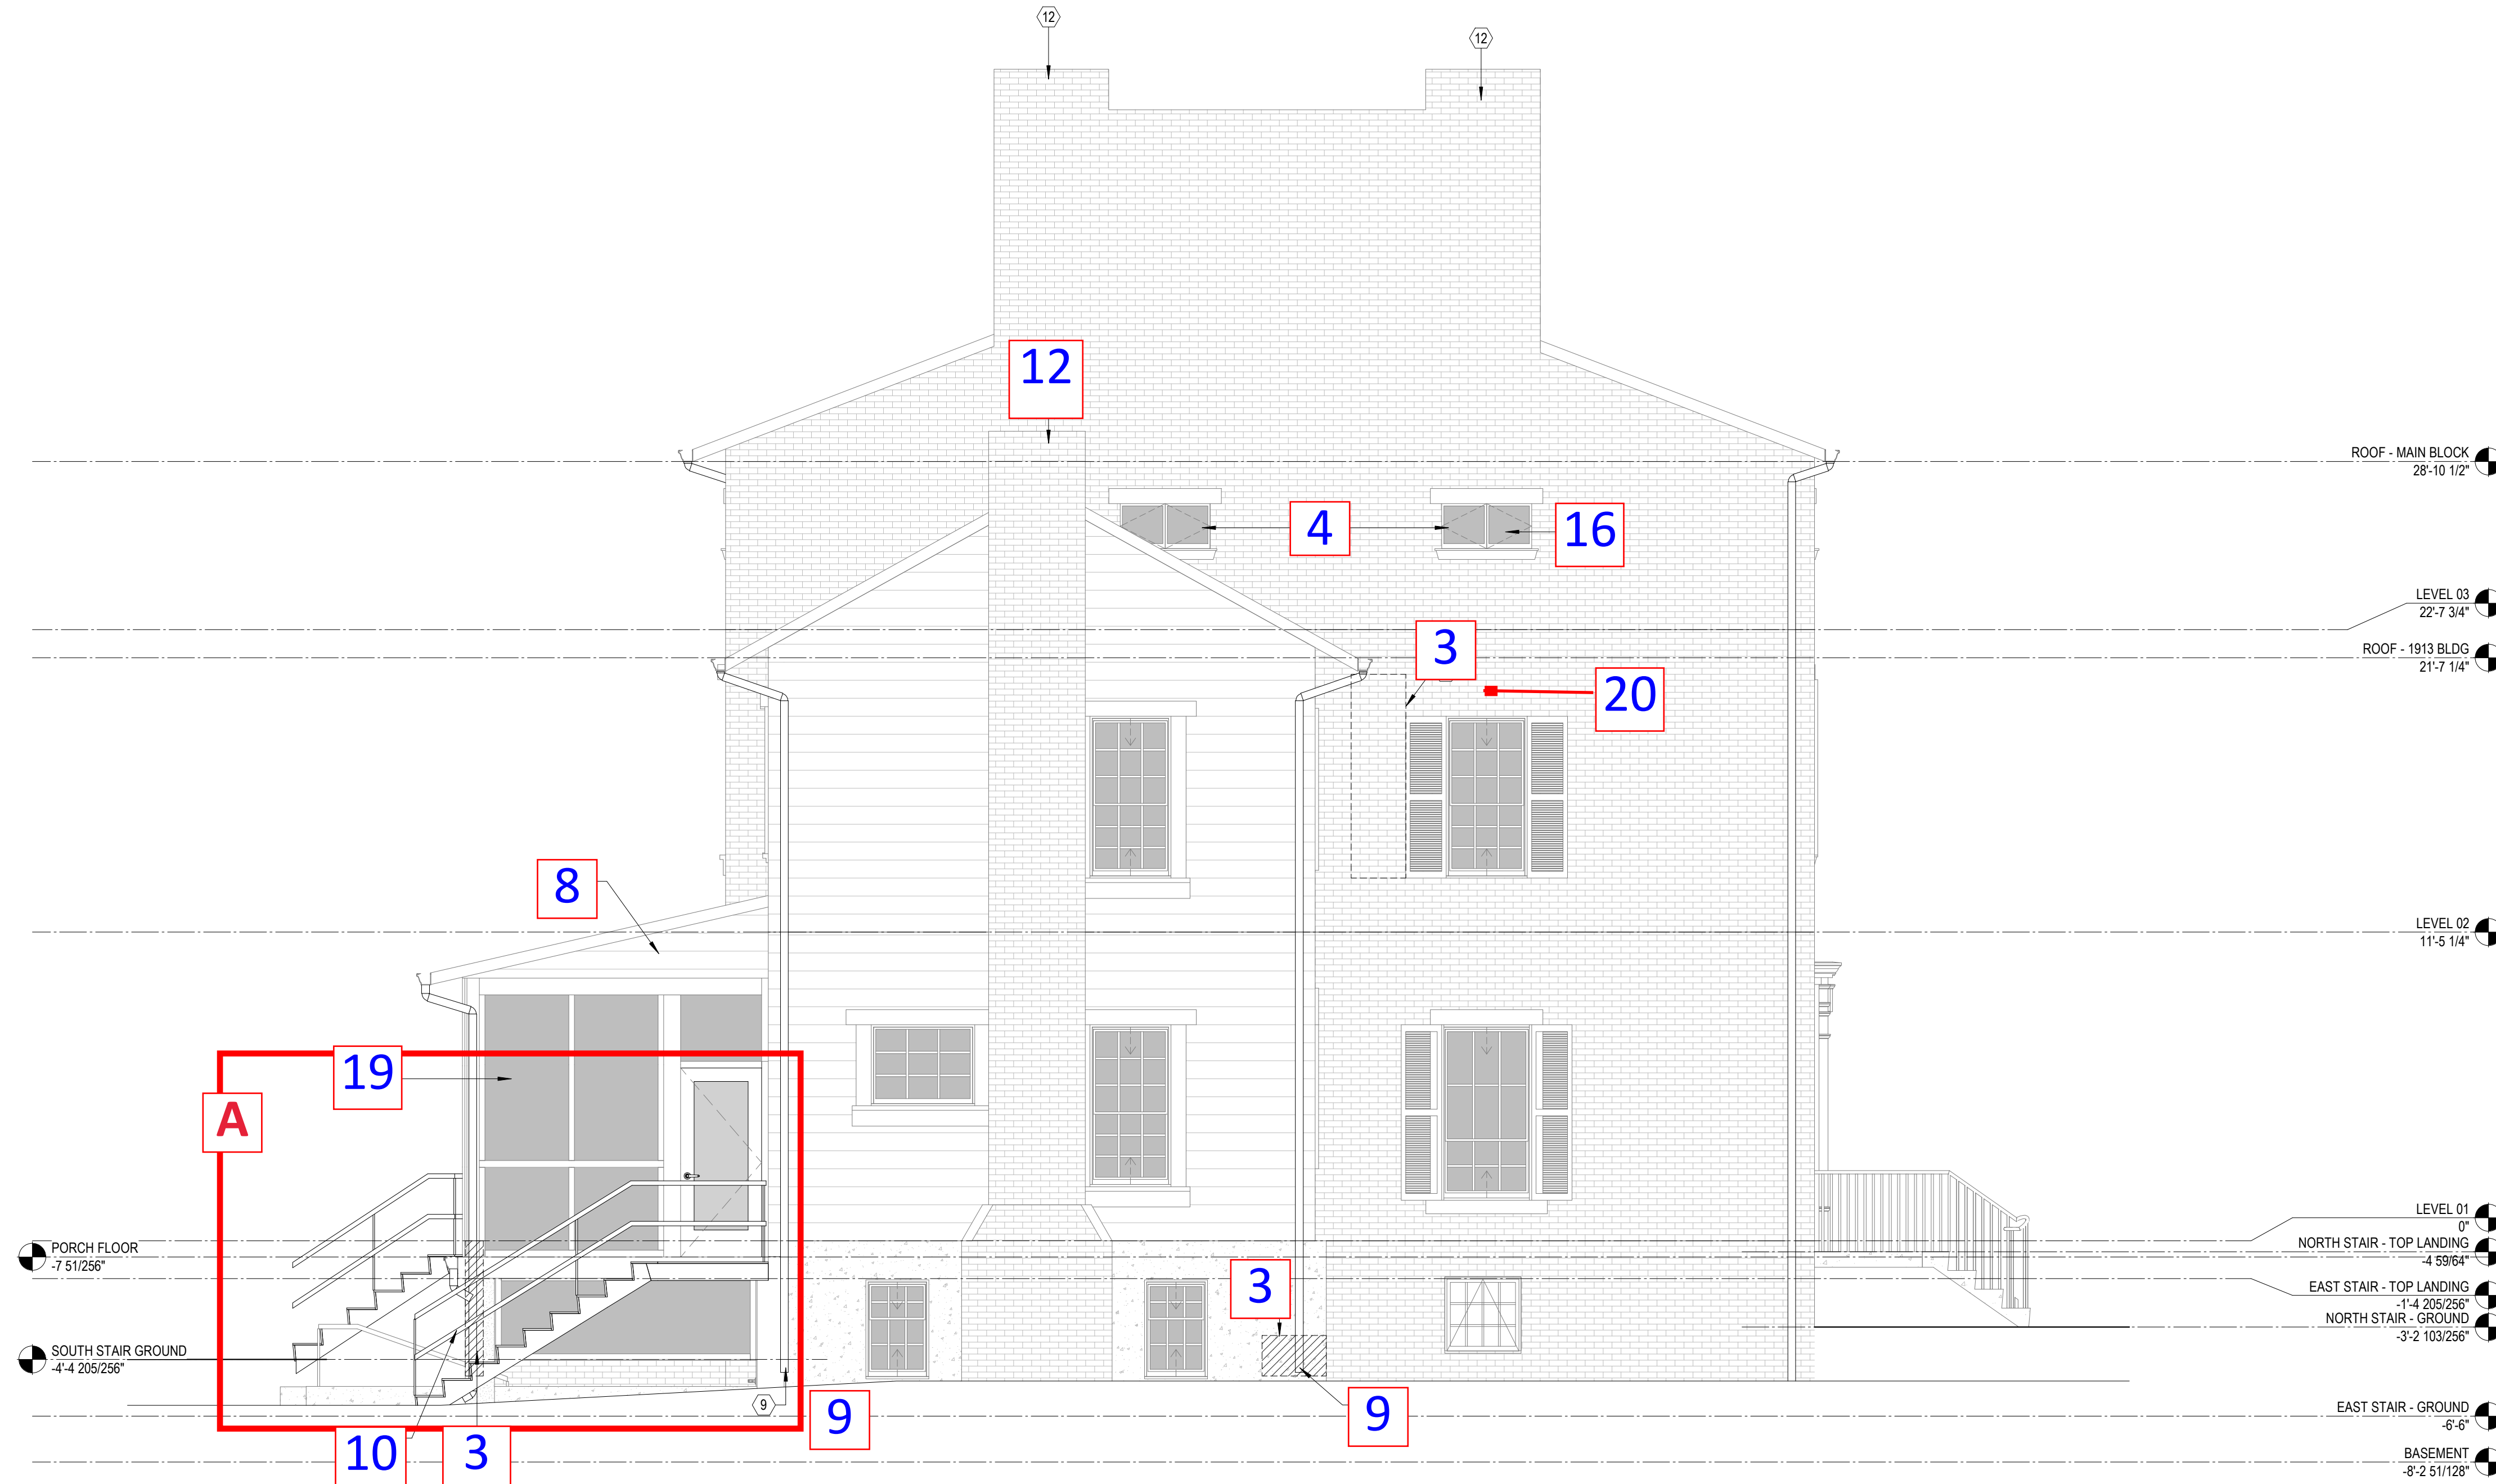 12
12
12
ROOF - MAIN BLOCK
28'-10 1/2"
4
16
LEVEL 03
22'-7 3/4"
3
ROOF - 1913 BLDG
21'-7 1/4"
20
8
LEVEL 02
11'-5 1/4"
19
A
LEVEL 01
0"
PORCH FLOOR
-7 51/256"
NORTH STAIR - TOP LANDING
-4 59/64"
3
EAST STAIR - TOP LANDING
-1'-4 205/256"
NORTH STAIR - GROUND
-3'-2 103/256"
SOUTH STAIR GROUND
-4'-4 205/256"
9
9
9
EAST STAIR - GROUND
-6'-6"
10
3
BASEMENT
-8'-2 51/128"